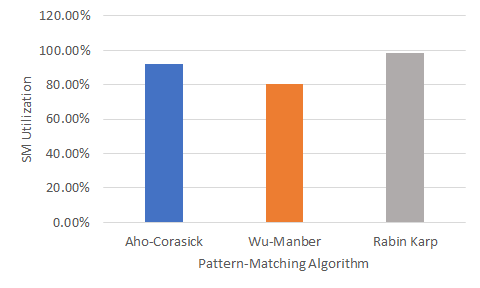 120.00%
100.00%
80.00%
60.00%
40.00%
20.00%
0.00%
SM Utilization
Aho-Corasick Wu-Manber Rabin Karp
Pattern-Matching Algorithm